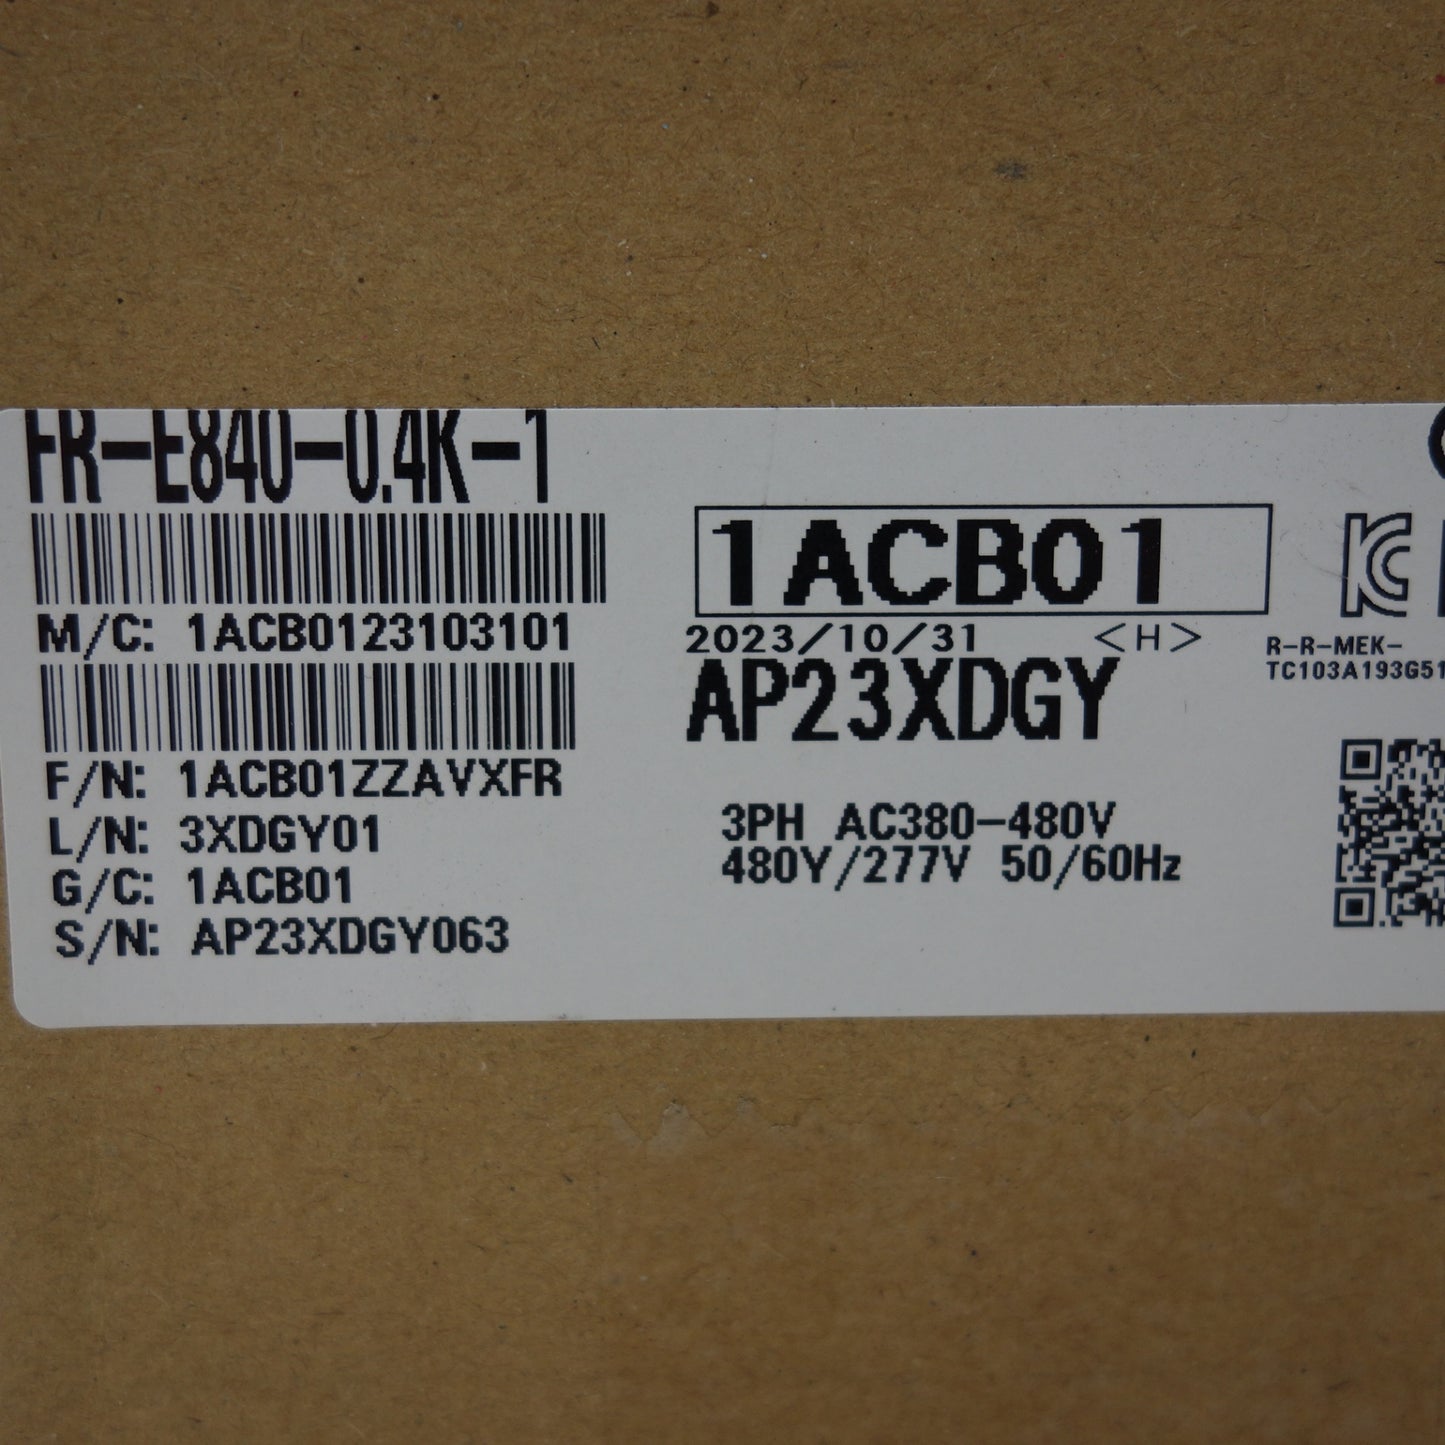 FR-E840-0.4K-1
M/C: 1ACB0123103101
F/N: 1ACB01ZZAVXFR
L/N: 3XDGY01
G/C: 1ACB01
S/N: AP23XDGY063
1ACB01
2023/10/31 <H>
AP23XDGY
3PH AC380-480V
480Y/277V 50/60Hz
R-R-MEK-
TC103A193G51